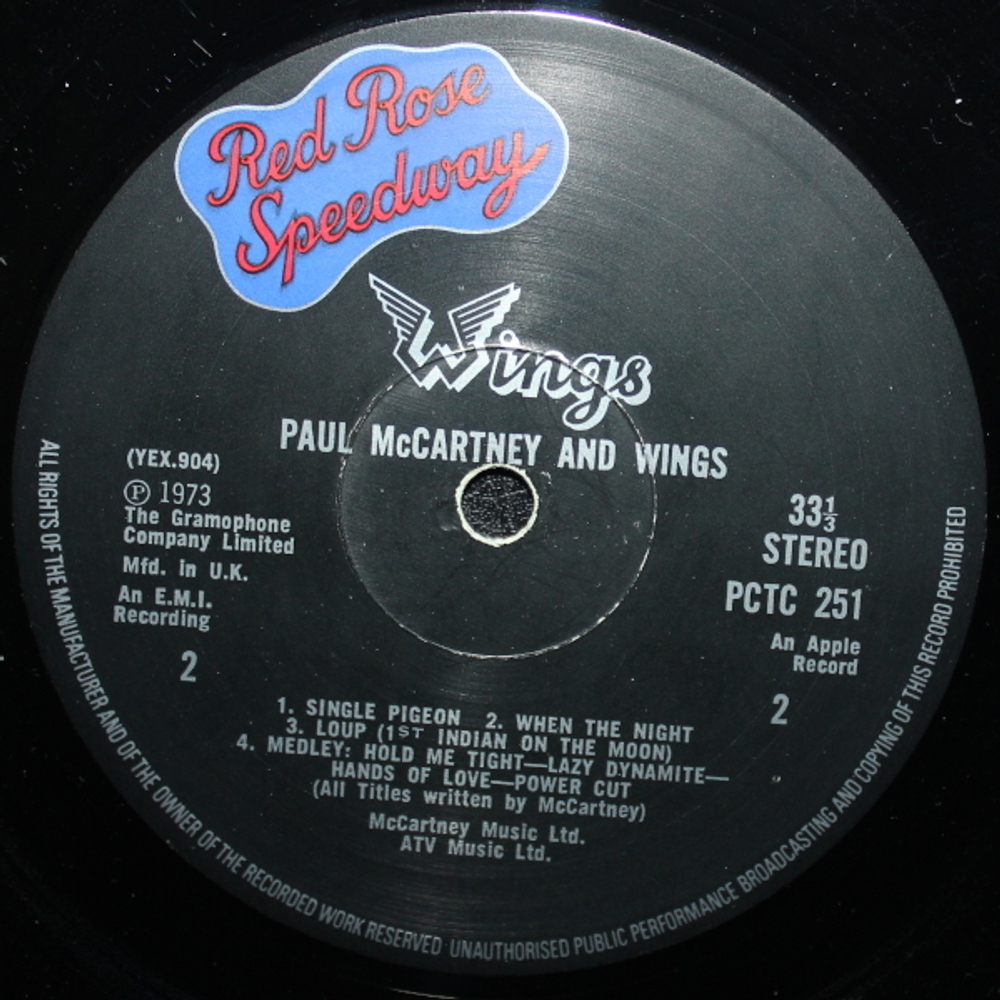 Red Rose
Speedway
Wings
PAUL McCARTNEY AND WINGS
(YEX.904)
Ⓟ 1973
The Gramophone
Company Limited
Mfd. in U.K.
An E.M.I.
Recording
2
33⅓
STEREO
PCTC 251
An Apple
Record
2
1. SINGLE PIGEON 2. WHEN THE NIGHT
3. LOUP (1ST INDIAN ON THE MOON)
4. MEDLEY: HOLD ME TIGHT—LAZY DYNAMITE—
HANDS OF LOVE—POWER CUT
(All Titles written by McCartney)
McCartney Music Ltd.
ATV Music Ltd.
ALL RIGHTS OF THE MANUFACTURER AND OF THE OWNER OF THE RECORDED WORK RESERVED UNAUTHORISED PUBLIC PERFORMANCE BROADCASTING AND COPYING OF THIS RECORD PROHIBITED